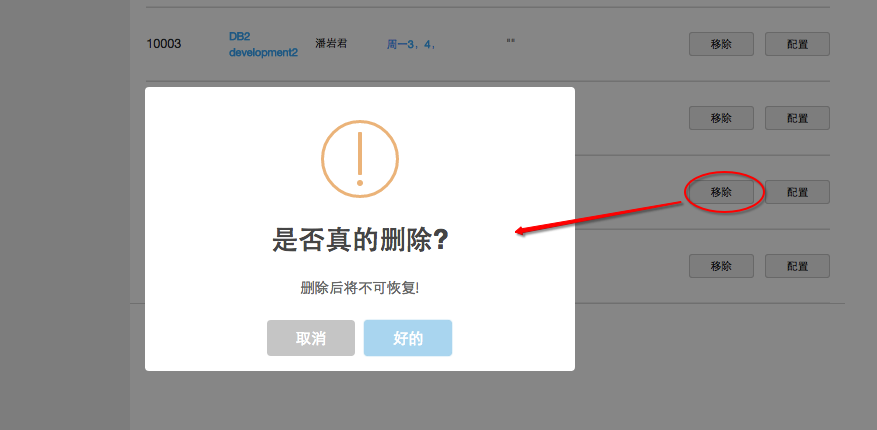 10003 DB2 development2 潘岩君 周一3，4， "" 移除 配置
移除 配置
移除 配置
是否真的删除?
移除 配置
删除后将不可恢复!
取消 好的